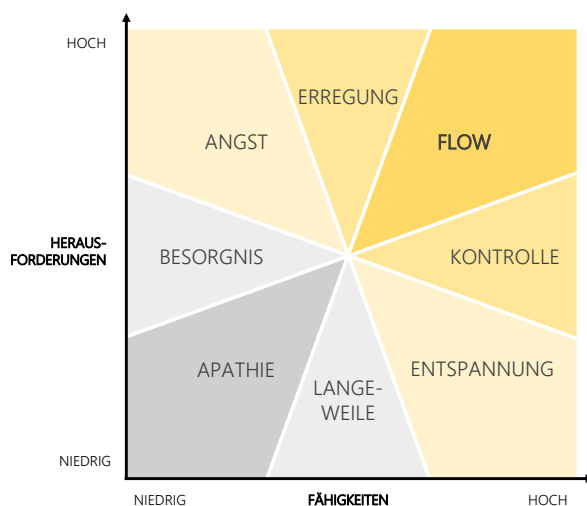 HOCH
ERREGUNG
ANGST
FLOW
HERAUS-
FORDERUNGEN
BESORGNIS
KONTROLLE
APATHIE
ENTSPANNUNG
LANGE-
WEILE
NIEDRIG
NIEDRIG
FÄHIGKEITEN
HOCH